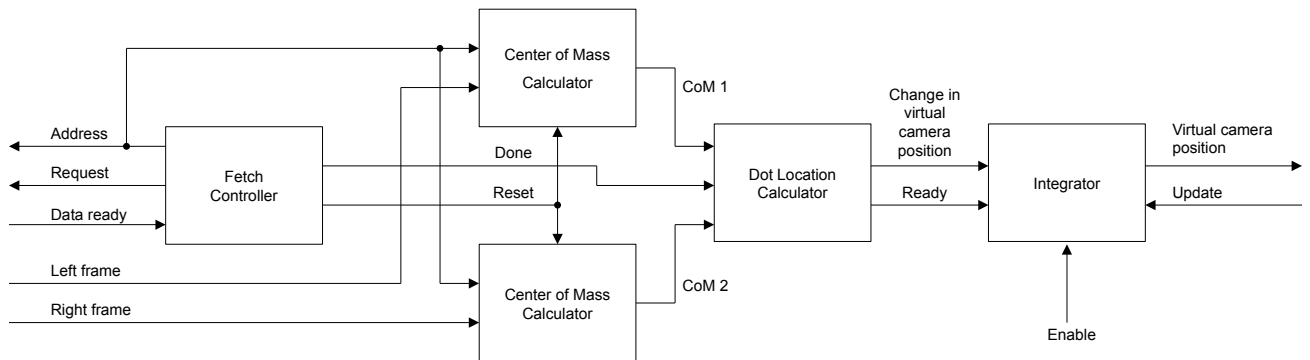 Center of Mass
Calculator
CoM 1
Address
Request
Data ready
Fetch
Controller
Done
Reset
Left frame
Right frame
Center of Mass
Calculator
CoM 2
Dot Location
Calculator
Change in
virtual
camera
position
Ready
Integrator
Enable
Virtual camera
position
Update